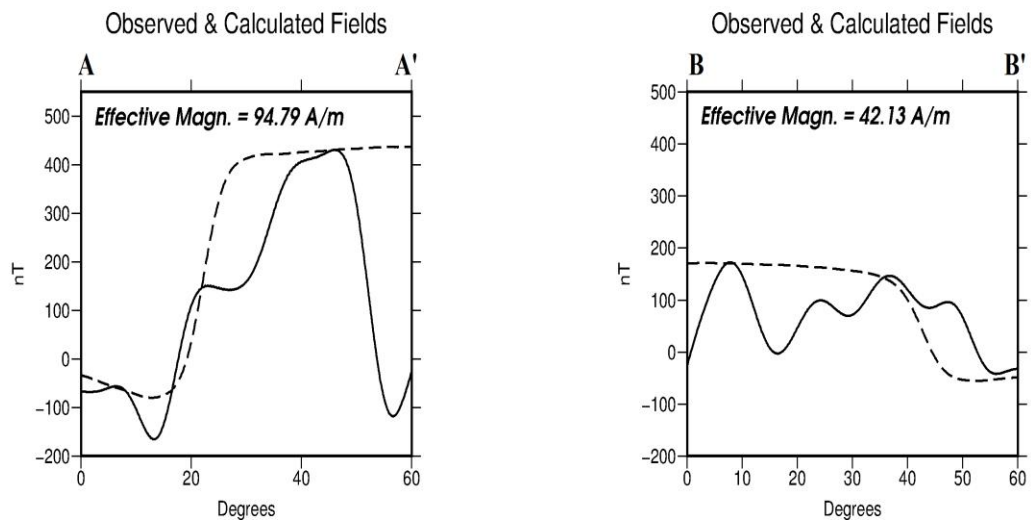 Observed & Calculated Fields
A A'
Effective Magn. = 94.79 A/m
500
400
300
200
100
0
−100
−200
nT
0 20 40 60
Degrees
Observed & Calculated Fields
B B'
Effective Magn. = 42.13 A/m
500
400
300
200
100
0
−100
−200
nT
0 10 20 30 40 50 60
Degrees